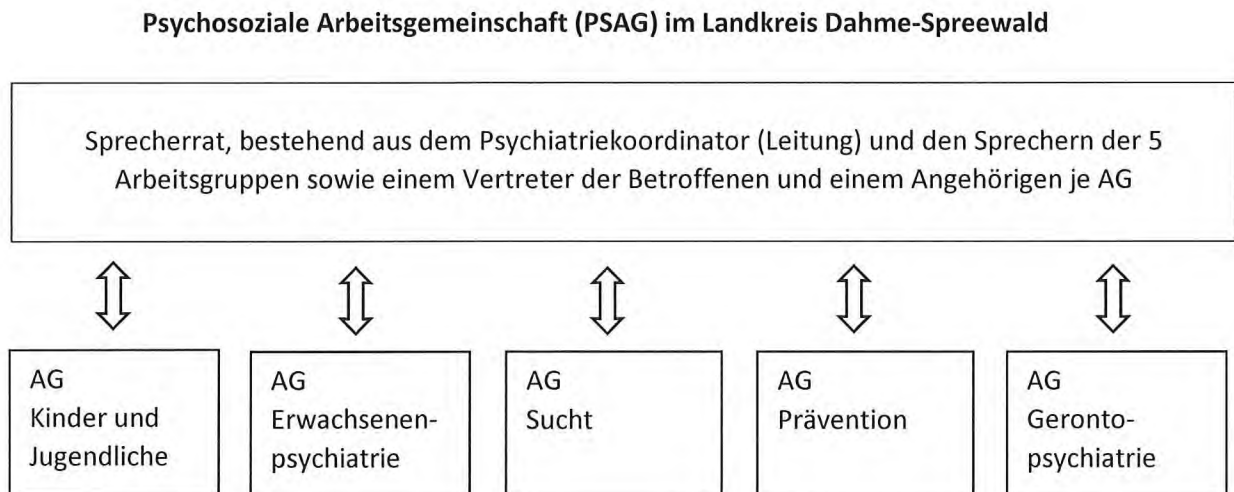 Psychosoziale Arbeitsgemeinschaft (PSAG) im Landkreis Dahme-Spreewald
Sprecherrat, bestehend aus dem Psychiatriekoordinator (Leitung) und den Sprechern der 5
Arbeitsgruppen sowie einem Vertreter der Betroffenen und einem Angehörigen je AG
AG
Kinder und
Jugendliche
AG
Erwachsenen-
psychiatrie
AG
Sucht
AG
Prävention
AG
Geronto-
psychiatrie